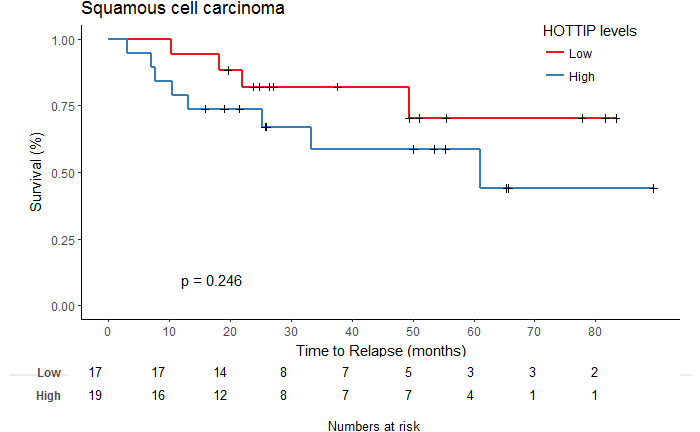 Squamous cell carcinoma
HOTTIP levels
Low
High
Survival (%)
1.00
0.75
0.50
0.25
0.00
p = 0.246
0 10 20 30 40 50 60 70 80
Time to Relapse (months)
Low 17 17 14 8 7 5 3 3 2
High 19 16 12 8 7 7 4 1 1
Numbers at risk